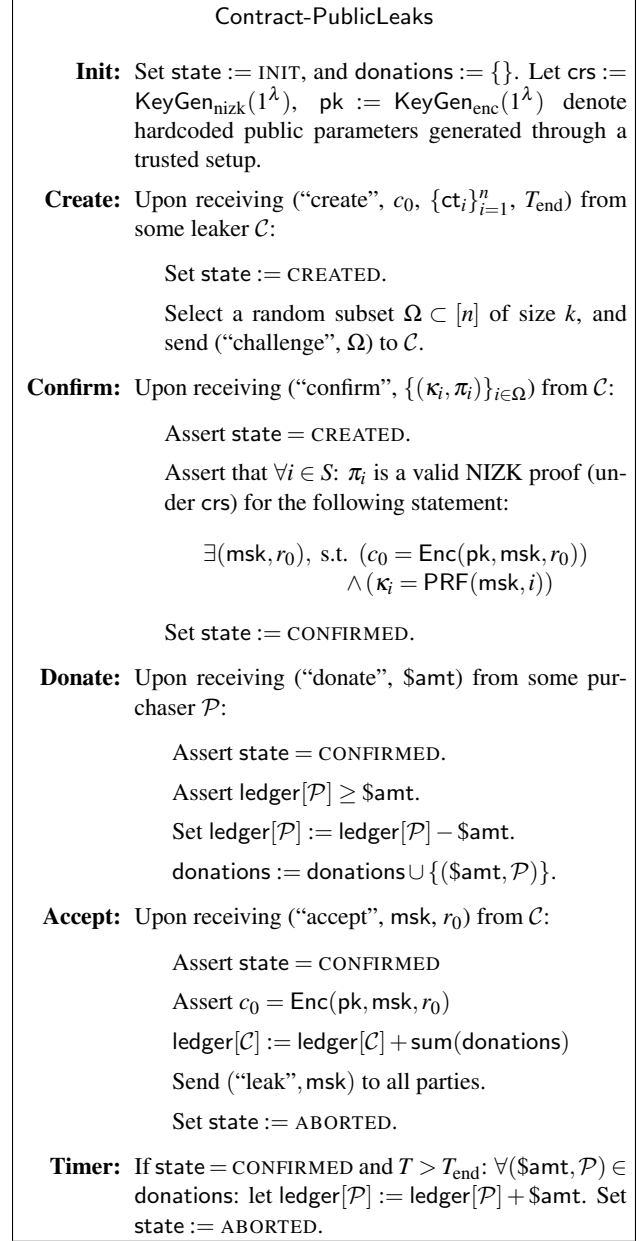 Contract-PublicLeaks
Init: Set state := INIT, and donations := {}. Let crs :=
KeyGen_nizk(1^λ), pk := KeyGen_enc(1^λ) denote
hardcoded public parameters generated through a
trusted setup.
Create: Upon receiving (“create”, c_0, {ct_i}_{i=1}^n, T_end) from
some leaker 𝒞:
Set state := CREATED.
Select a random subset Ω ⊂ [n] of size k, and
send (“challenge”, Ω) to 𝒞.
Confirm: Upon receiving (“confirm”, {(κ_i, π_i)}_{i∈Ω}) from 𝒞:
Assert state = CREATED.
Assert that ∀i ∈ S: π_i is a valid NIZK proof (un-
der crs) for the following statement:
∃(msk, r_0), s.t. (c_0 = Enc(pk, msk, r_0))
∧ (κ_i = PRF(msk, i))
Set state := CONFIRMED.
Donate: Upon receiving (“donate”, $amt) from some pur-
chaser 𝒫:
Assert state = CONFIRMED.
Assert ledger[𝒫] ≥ $amt.
Set ledger[𝒫] := ledger[𝒫] − $amt.
donations := donations ∪ {($amt, 𝒫)}.
Accept: Upon receiving (“accept”, msk, r_0) from 𝒞:
Assert state = CONFIRMED
Assert c_0 = Enc(pk, msk, r_0)
ledger[𝒞] := ledger[𝒞] + sum(donations)
Send (“leak”, msk) to all parties.
Set state := ABORTED.
Timer: If state = CONFIRMED and T > T_end: ∀($amt, 𝒫) ∈
donations: let ledger[𝒫] := ledger[𝒫] + $amt. Set
state := ABORTED.